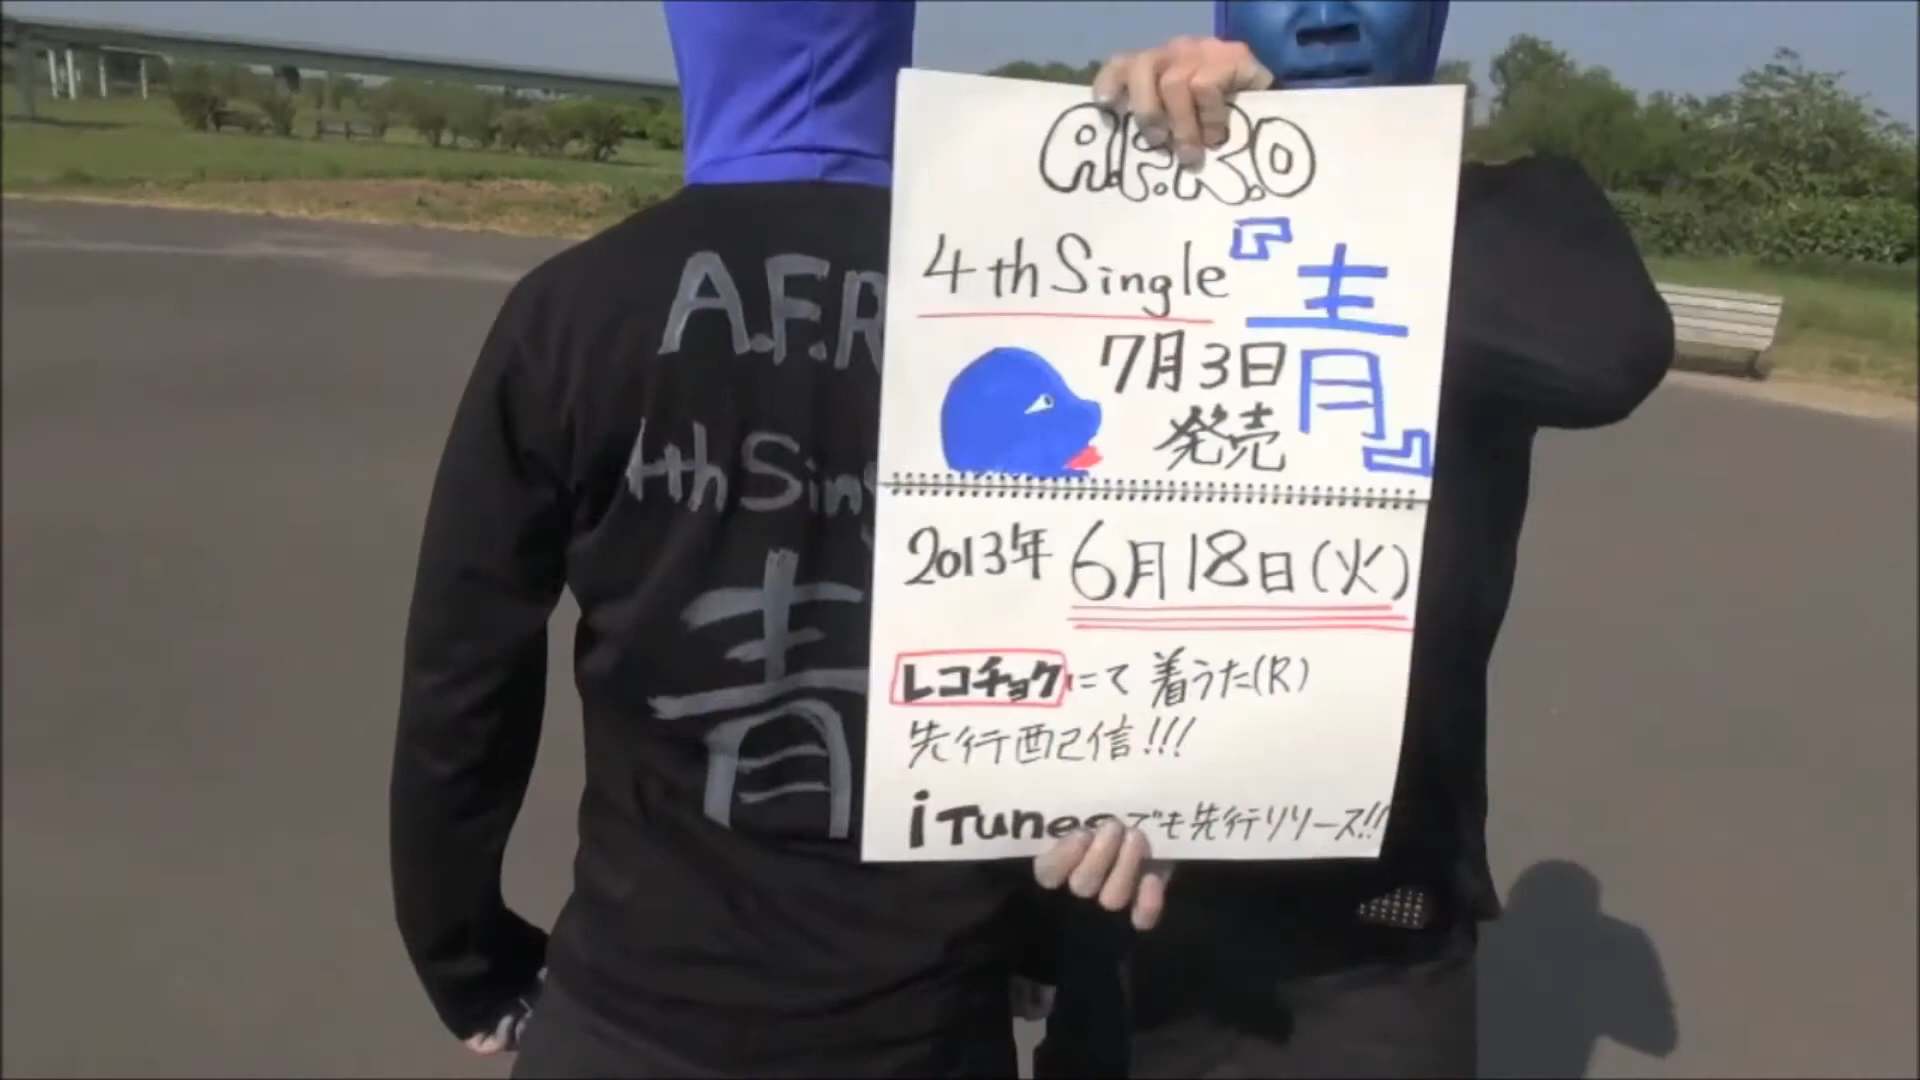 A.F.R
4th Sing
青
A.F.R.O
4th Single『青』
7月3日
発売
2013年 6月18日(火)
レコチョクにて 着うた(R)
先行配信!!!
iTunesでも先行リリース!!